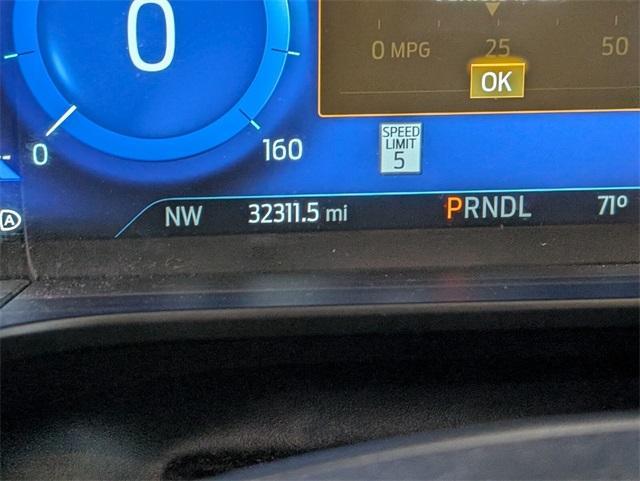 0
0 MPG 25 50
OK
0 160
SPEED
LIMIT
5
A
NW 32311.5 mi PRNDL 71°